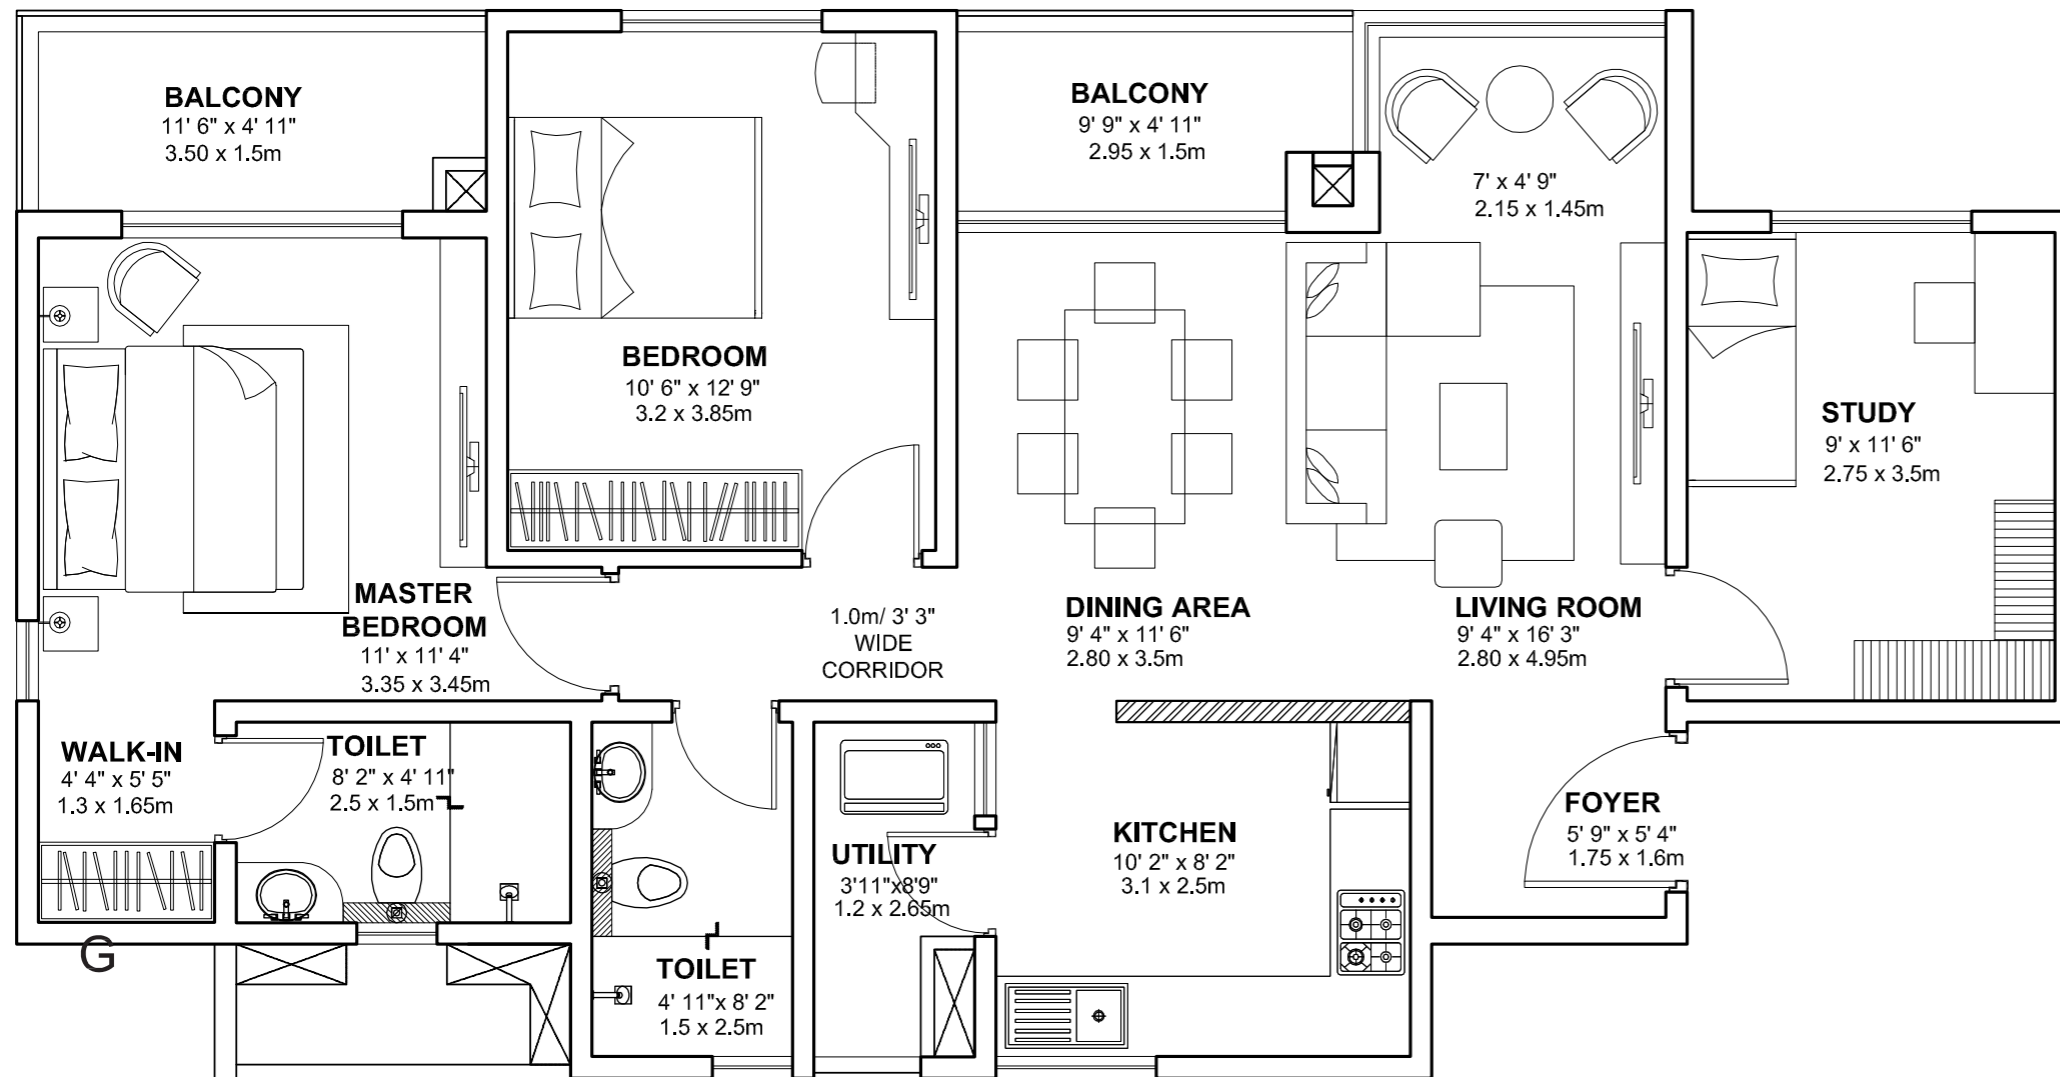 BALCONY
11' 6" x 4' 11"
3.50 x 1.5m
BALCONY
9' 9" x 4' 11"
2.95 x 1.5m
7' x 4' 9"
2.15 x 1.45m
BEDROOM
10' 6" x 12' 9"
3.2 x 3.85m
STUDY
9' x 11' 6"
2.75 x 3.5m
MASTER
BEDROOM
11' x 11' 4"
3.35 x 3.45m
1.0m/ 3' 3"
WIDE
CORRIDOR
DINING AREA
9' 4" x 11' 6"
2.80 x 3.5m
LIVING ROOM
9' 4" x 16' 3"
2.80 x 4.95m
WALK-IN
4' 4" x 5' 5"
1.3 x 1.65m
TOILET
8' 2" x 4' 11"
2.5 x 1.5m
UTILITY
3'11"x8'9"
1.2 x 2.65m
KITCHEN
10' 2" x 8' 2"
3.1 x 2.5m
FOYER
5' 9" x 5' 4"
1.75 x 1.6m
G
TOILET
4' 11"x 8' 2"
1.5 x 2.5m